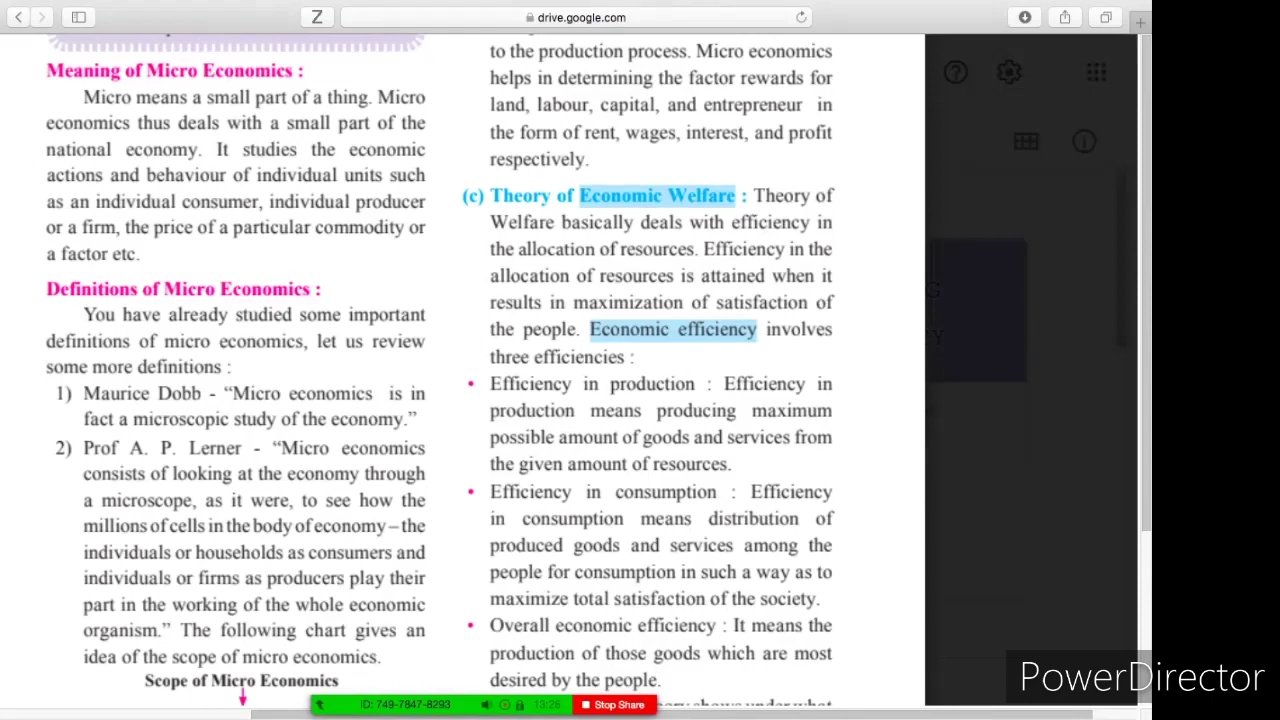 Z
drive.google.com
Meaning of Micro Economics :
Micro means a small part of a thing. Micro
economics thus deals with a small part of the
national economy. It studies the economic
actions and behaviour of individual units such
as an individual consumer, individual producer
or a firm, the price of a particular commodity or
a factor etc.
Definitions of Micro Economics :
You have already studied some important
definitions of micro economics, let us review
some more definitions :
1) Maurice Dobb - “Micro economics is in
fact a microscopic study of the economy.”
2) Prof A. P. Lerner - “Micro economics
consists of looking at the economy through
a microscope, as it were, to see how the
millions of cells in the body of economy – the
individuals or households as consumers and
individuals or firms as producers play their
part in the working of the whole economic
organism.” The following chart gives an
idea of the scope of micro economics.
Scope of Micro Economics
to the production process. Micro economics
helps in determining the factor rewards for
land, labour, capital, and entrepreneur in
the form of rent, wages, interest, and profit
respectively.
(c) Theory of Economic Welfare : Theory of
Welfare basically deals with efficiency in
the allocation of resources. Efficiency in the
allocation of resources is attained when it
results in maximization of satisfaction of
the people. Economic efficiency involves
three efficiencies :
• Efficiency in production : Efficiency in
production means producing maximum
possible amount of goods and services from
the given amount of resources.
• Efficiency in consumption : Efficiency
in consumption means distribution of
produced goods and services among the
people for consumption in such a way as to
maximize total satisfaction of the society.
• Overall economic efficiency : It means the
production of those goods which are most
desired by the people.
ID: 749-7847-8293
13:25
Stop Share
PowerDirector